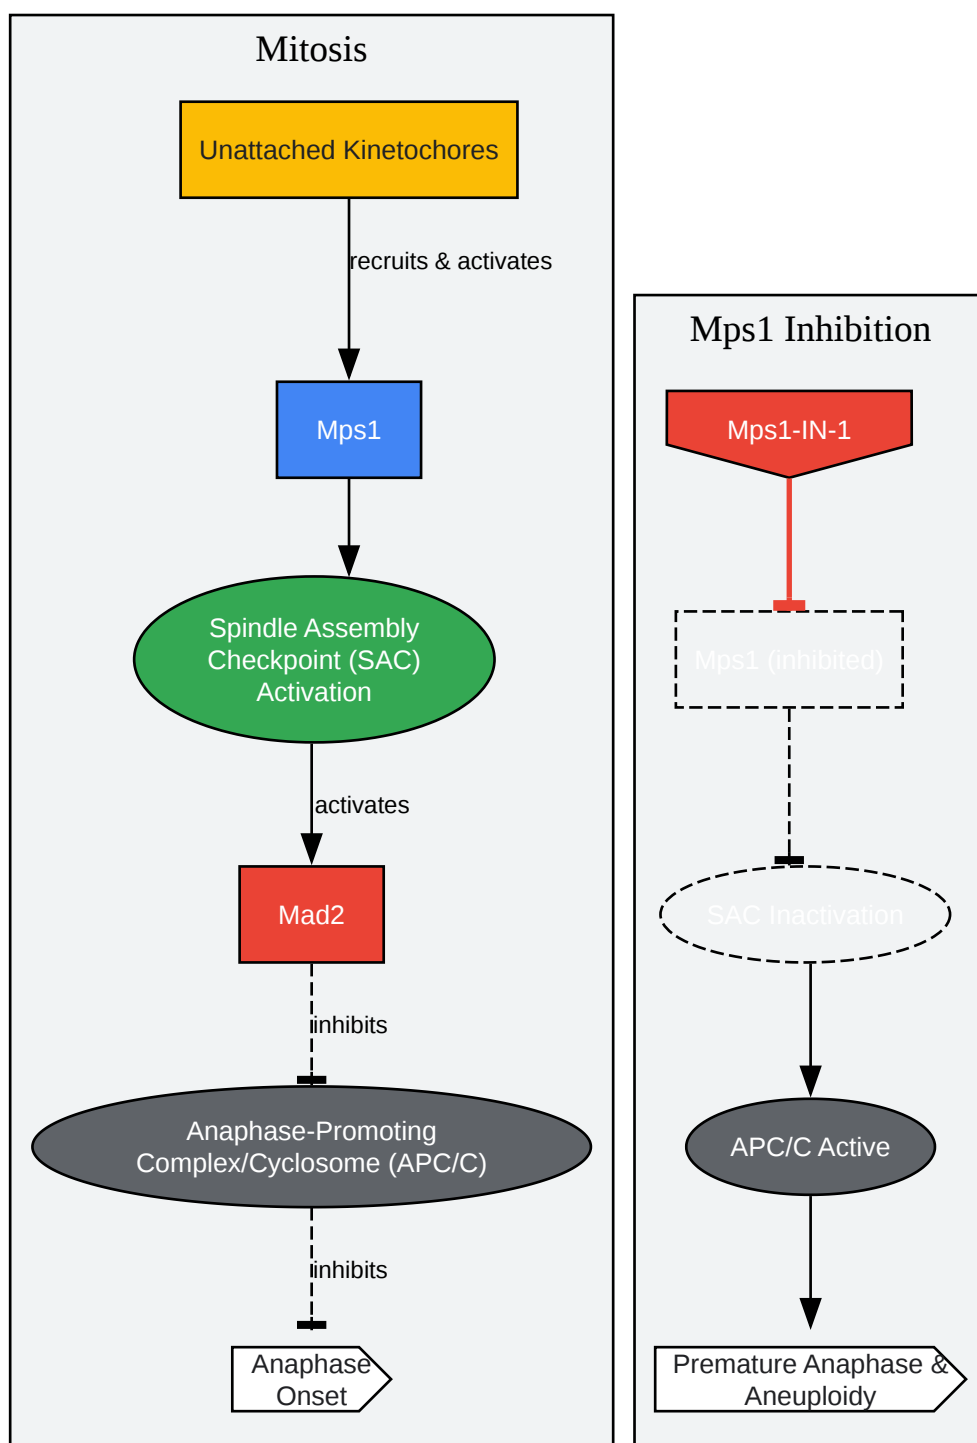 Mitosis
Unattached Kinetochores
recruits & activates
Mps1
Spindle Assembly
Checkpoint (SAC)
Activation
activates
Mad2
inhibits
Anaphase-Promoting
Complex/Cyclosome (APC/C)
inhibits
Anaphase
Onset
Mps1 Inhibition
Mps1-IN-1
Mps1 (inhibited)
SAC Inactivation
APC/C Active
Premature Anaphase &
Aneuploidy